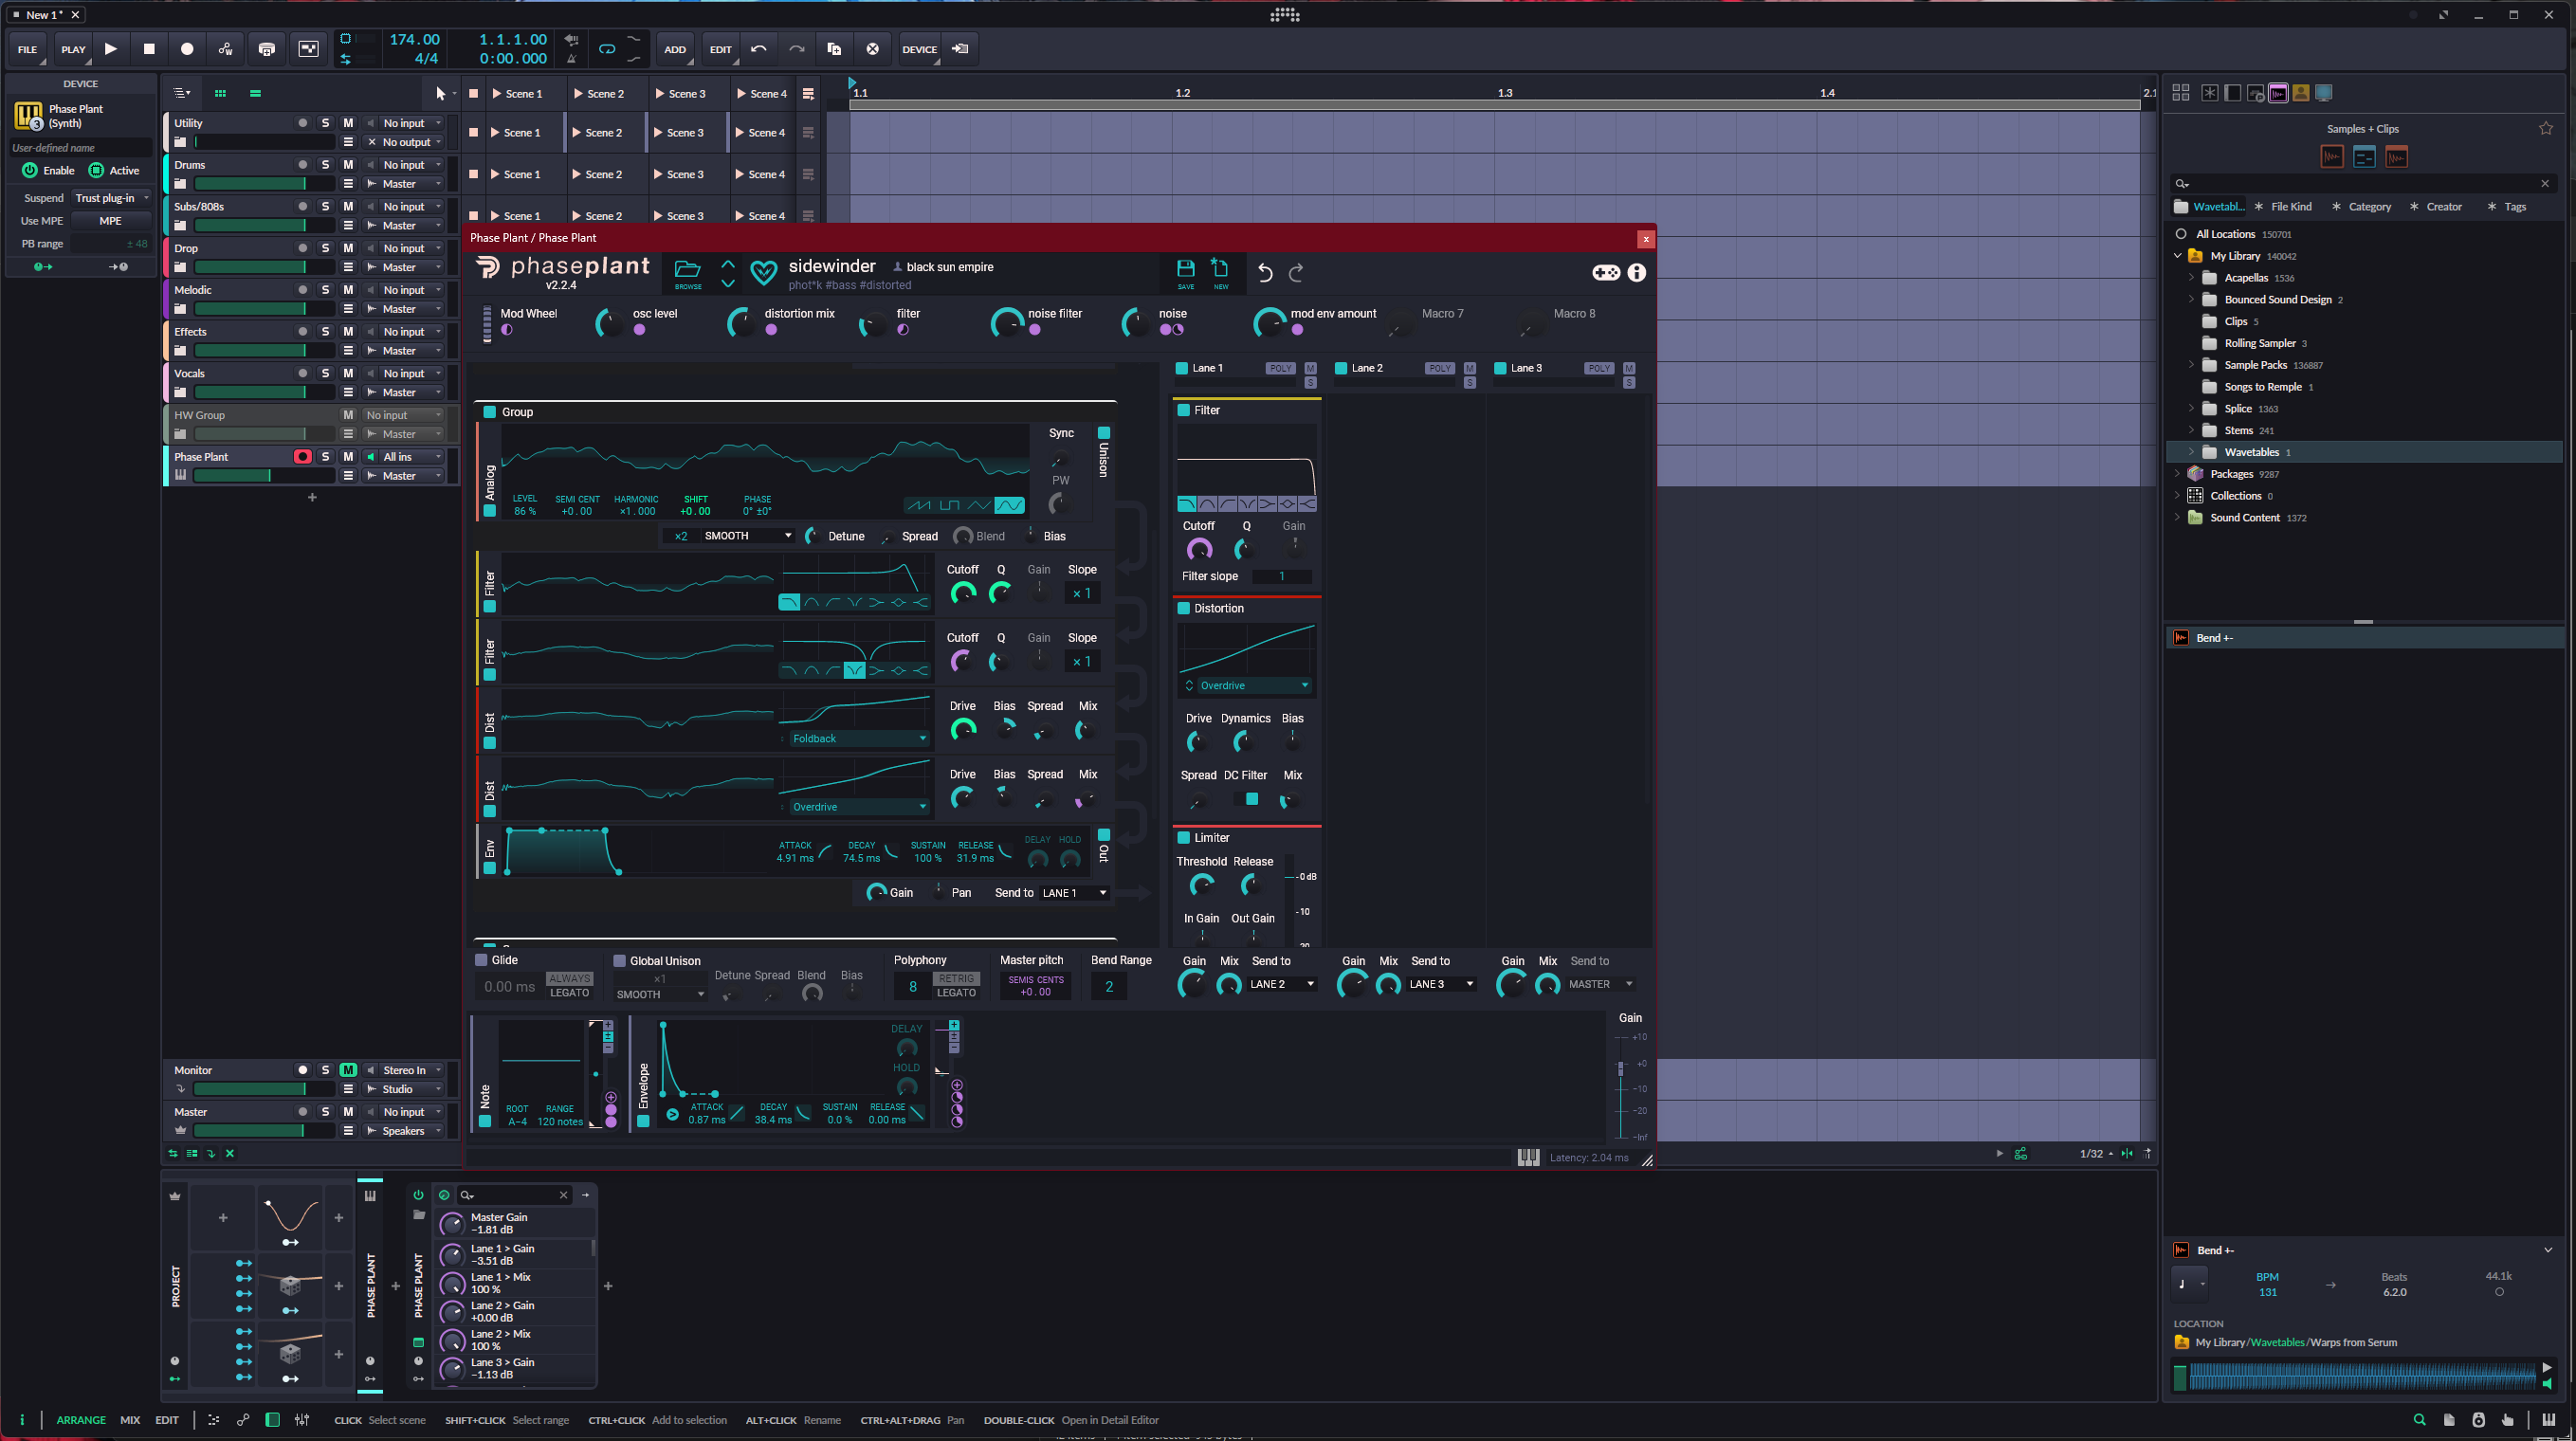 New 1 *
FILE
PLAY
174.00
4/4
1.1.1.00
0:00.000
ADD
EDIT
DEVICE
DEVICE
Phase Plant
(Synth)
User-defined name
Enable
Active
Suspend
Trust plug-in
Use MPE
MPE
PB range
± 48
Scene 1
Scene 2
Scene 3
Scene 4
1.1
1.2
1.3
1.4
2.1
Utility
S
M
No input
No output
Scene 1
Scene 2
Scene 3
Scene 4
Drums
S
M
No input
Master
Scene 1
Scene 2
Scene 3
Scene 4
Subs/808s
S
M
No input
Master
Scene 1
Scene 2
Scene 3
Scene 4
Drop
S
M
No input
Master
Melodic
S
M
No input
Master
Effects
S
M
No input
Master
Vocals
S
M
No input
Master
HW Group
M
No input
Master
Phase Plant
S
M
All ins
Master
Monitor
S
M
Stereo In
Studio
Master
S
M
No input
Speakers
Phase Plant / Phase Plant
phaseplant
v2.2.4
BROWSE
sidewinder
black sun empire
phot*k #bass #distorted
SAVE
NEW
Mod Wheel
osc level
distortion mix
filter
noise filter
noise
mod env amount
Macro 7
Macro 8
Lane 1
POLY
M
S
Lane 2
POLY
M
S
Lane 3
POLY
M
S
Group
Analog
LEVEL
86 %
SEMI CENT
+0.00
HARMONIC
×1.000
SHIFT
+0.00
PHASE
0° ±0°
Sync
PW
Unison
×2
SMOOTH
Detune
Spread
Blend
Bias
Filter
Cutoff
Q
Gain
Slope
× 1
Filter
Cutoff
Q
Gain
Slope
× 1
Dist
Foldback
Drive
Bias
Spread
Mix
Dist
Overdrive
Drive
Bias
Spread
Mix
Env
ATTACK
4.91 ms
DECAY
74.5 ms
SUSTAIN
100 %
RELEASE
31.9 ms
DELAY
HOLD
Out
Gain
Pan
Send to
LANE 1
Filter
Cutoff
Q
Gain
Filter slope
1
Distortion
Overdrive
Drive
Dynamics
Bias
Spread
DC Filter
Mix
Limiter
Threshold
Release
In Gain
Out Gain
0 dB
-10
Glide
0.00 ms
ALWAYS
LEGATO
Global Unison
×1
SMOOTH
Detune
Spread
Blend
Bias
Polyphony
8
RETRIG
LEGATO
Master pitch
SEMIS CENTS
+0.00
Bend Range
2
Gain
Mix
Send to
LANE 2
Gain
Mix
Send to
LANE 3
Gain
Mix
Send to
MASTER
Note
ROOT
A-4
RANGE
120 notes
Envelope
DELAY
HOLD
ATTACK
0.87 ms
DECAY
38.4 ms
SUSTAIN
0.0 %
RELEASE
0.00 ms
Gain
+10
+0
-10
-20
-Inf
Latency: 2.04 ms
1/32
PROJECT
PHASE PLANT
PHASE PLANT
Master Gain
−1.81 dB
Lane 1 > Gain
−3.51 dB
Lane 1 > Mix
100 %
Lane 2 > Gain
+0.00 dB
Lane 2 > Mix
100 %
Lane 3 > Gain
−1.13 dB
Samples + Clips
Wavetabl...
File Kind
Category
Creator
Tags
All Locations 150701
My Library 140042
Acapellas 1536
Bounced Sound Design 2
Clips 5
Rolling Sampler 3
Sample Packs 136887
Songs to Remple 1
Splice 1363
Stems 241
Wavetables 1
Packages 9287
Collections 0
Sound Content 1372
Bend +-
Bend +-
BPM
131
Beats
6.2.0
44.1k
LOCATION
My Library/Wavetables/Warps from Serum
ARRANGE
MIX
EDIT
CLICK Select scene
SHIFT+CLICK Select range
CTRL+CLICK Add to selection
ALT+CLICK Rename
CTRL+ALT+DRAG Pan
DOUBLE-CLICK Open in Detail Editor